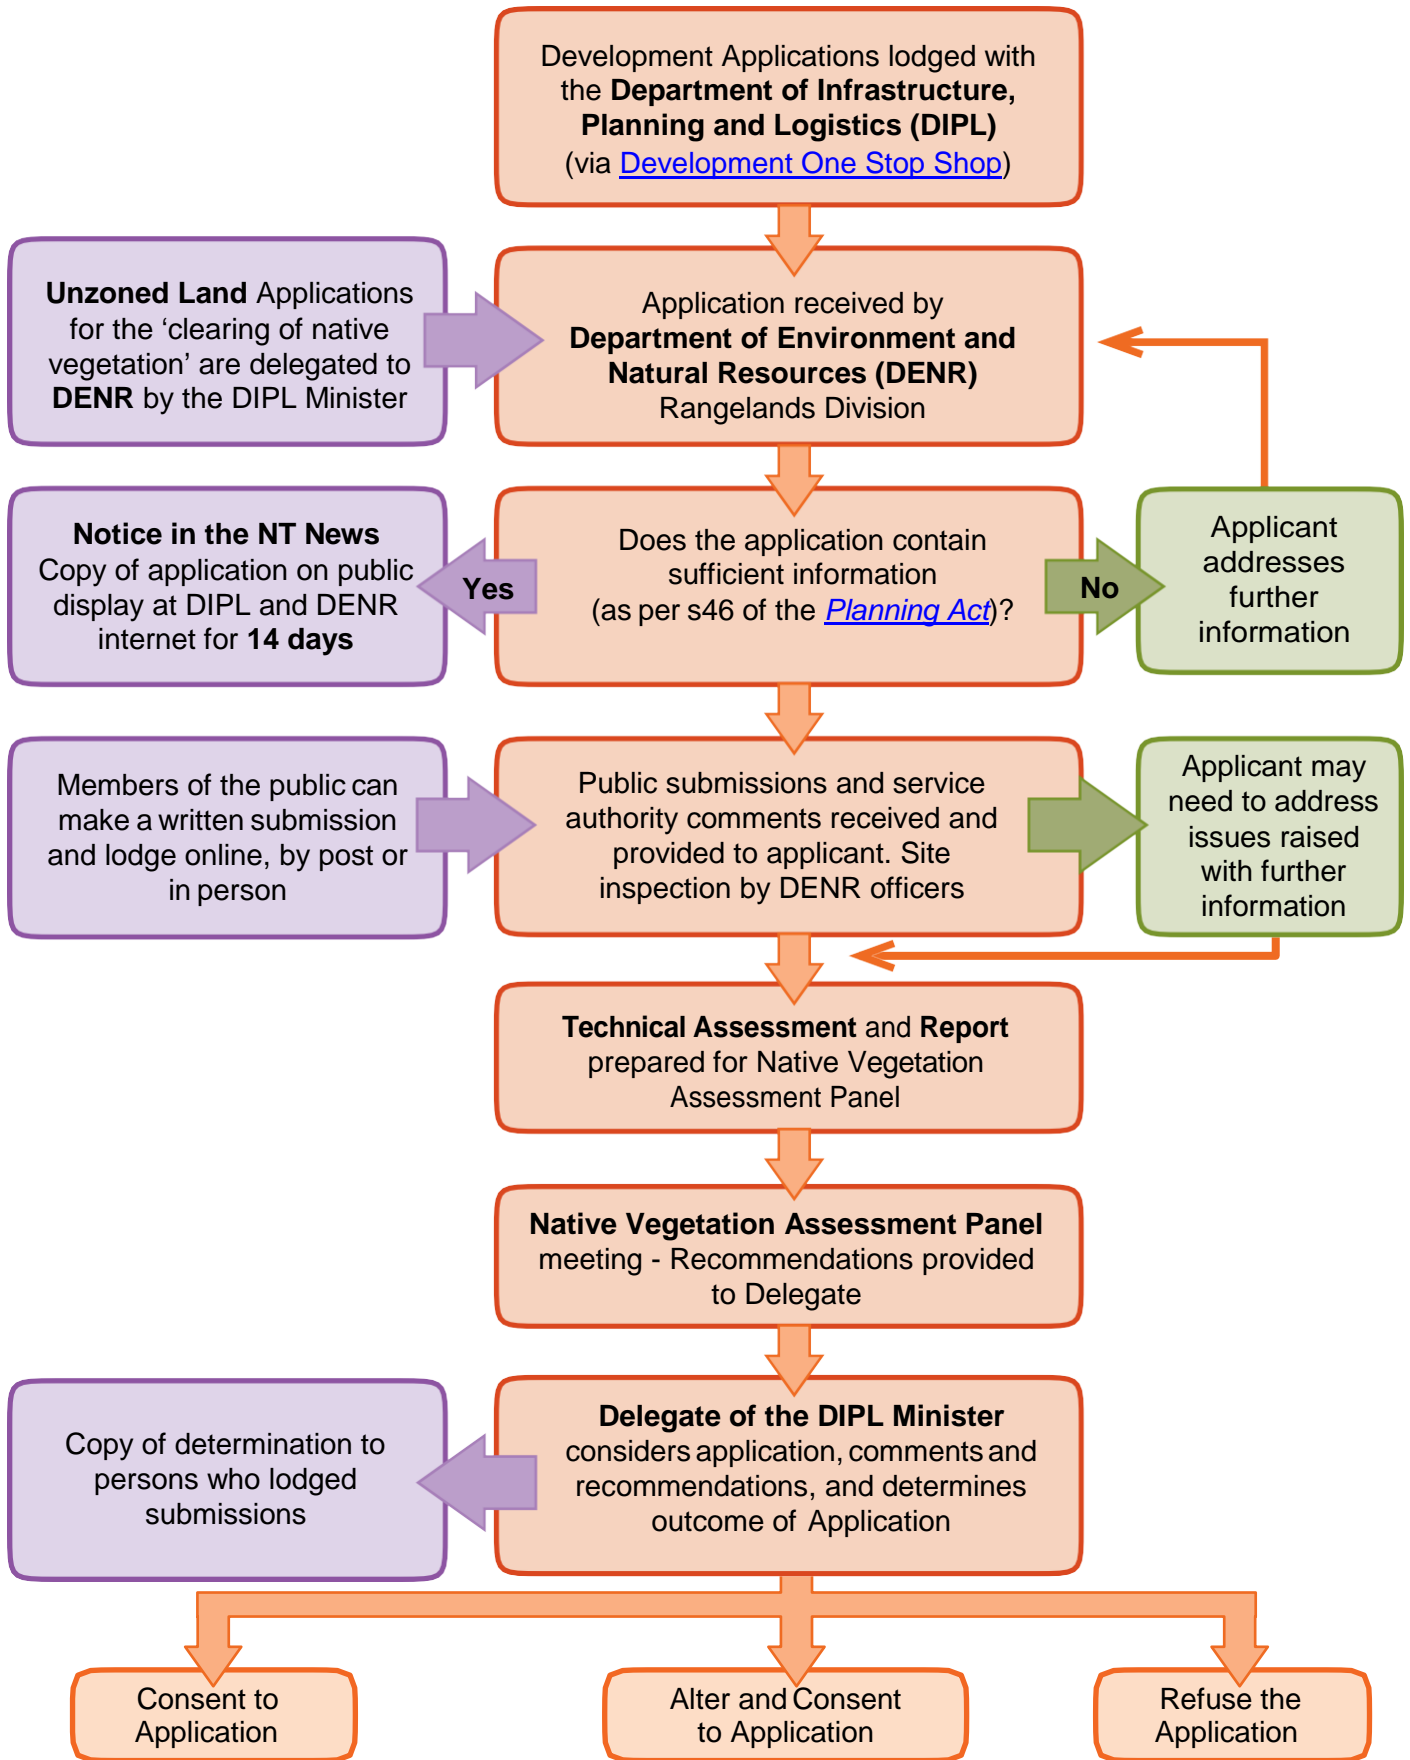 Development Applications lodged with
the Department of Infrastructure,
Planning and Logistics (DIPL)
(via Development One Stop Shop)
Unzoned Land Applications
for the ‘clearing of native
vegetation’ are delegated to
DENR by the DIPL Minister
Application received by
Department of Environment and
Natural Resources (DENR)
Rangelands Division
Notice in the NT News
Copy of application on public
display at DIPL and DENR
internet for 14 days
Yes
Does the application contain
sufficient information
(as per s46 of the Planning Act)?
No
Applicant
addresses
further
information
Members of the public can
make a written submission
and lodge online, by post or
in person
Public submissions and service
authority comments received and
provided to applicant. Site
inspection by DENR officers
Applicant may
need to address
issues raised
with further
information
Technical Assessment and Report
prepared for Native Vegetation
Assessment Panel
Native Vegetation Assessment Panel
meeting - Recommendations provided
to Delegate
Copy of determination to
persons who lodged
submissions
Delegate of the DIPL Minister
considers application, comments and
recommendations, and determines
outcome of Application
Consent to
Application
Alter and Consent
to Application
Refuse the
Application